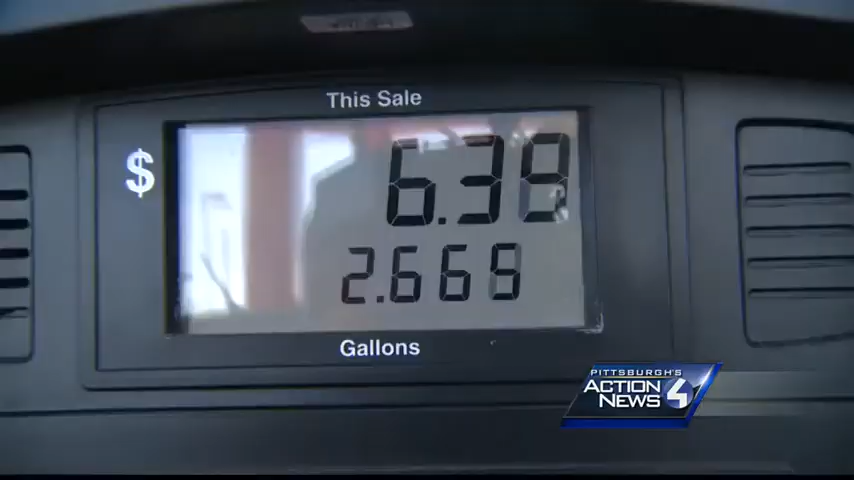 This Sale
$ 6.39
2.669
Gallons
PITTSBURGH'S
ACTION 4
NEWS